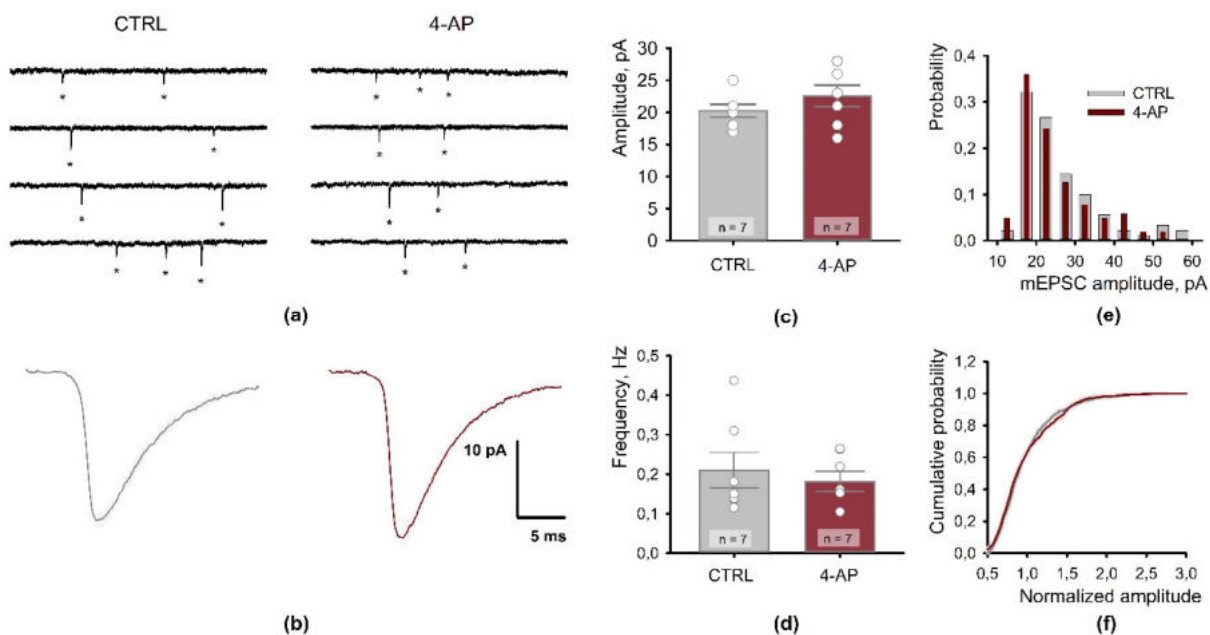 CTRL
4-AP
* *
* * *
* *
* *
* *
* *
* * *
* *
(a)
10 pA
5 ms
(b)
Amplitude, pA
30
25
20
15
10
5
0
n = 7
n = 7
CTRL
4-AP
(c)
Frequency, Hz
0,5
0,4
0,3
0,2
0,1
0,0
n = 7
n = 7
CTRL
4-AP
(d)
Probability
0,4
0,3
0,2
0,1
0,0
CTRL
4-AP
10 20 30 40 50 60
mEPSC amplitude, pA
(e)
Cumulative probability
1,2
1,0
0,8
0,6
0,4
0,2
0,0
0,5 1,0 1,5 2,0 2,5 3,0
Normalized amplitude
(f)